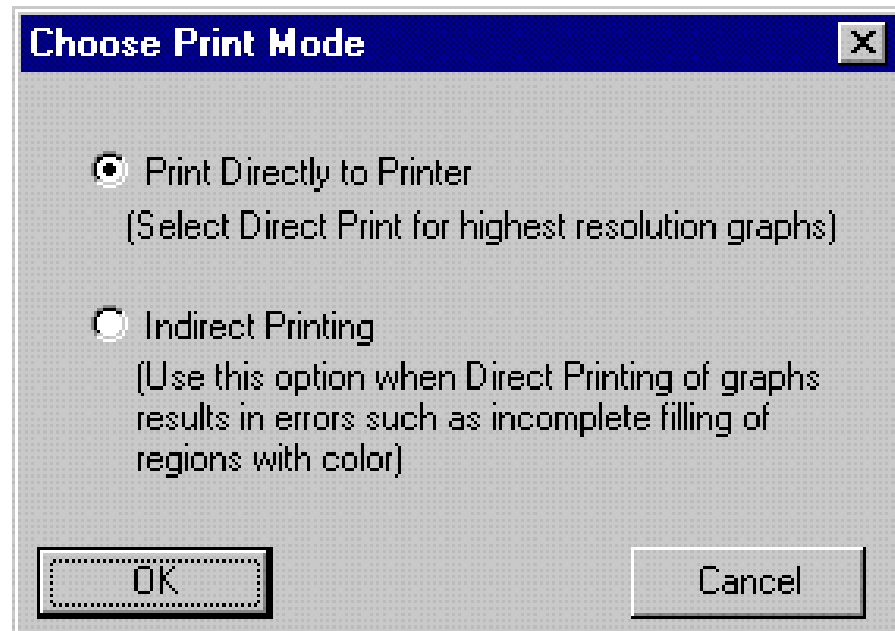 Choose Print Mode
Print Directly to Printer
(Select Direct Print for highest resolution graphs)
Indirect Printing
(Use this option when Direct Printing of graphs
results in errors such as incomplete filling of
regions with color)
OK
Cancel